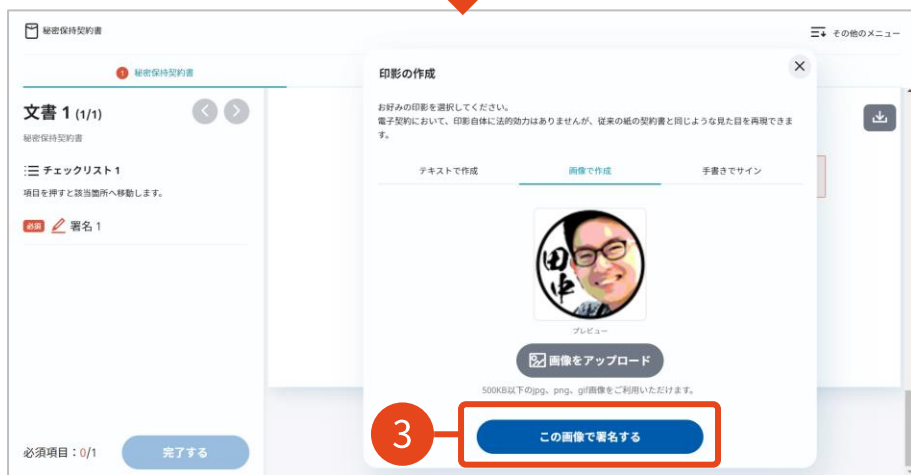 秘密保持契約書
その他のメニュー
1 秘密保持契約書
文書 1 (1/1)
秘密保持契約書
チェックリスト 1
項目を押すと該当箇所へ移動します。
必須 署名 1
必須項目：0/1
完了する
印影の作成
お好みの印影を選択してください。
電子契約において、印影自体に法的効力はありませんが、従来の紙の契約書と同じような見た目を再現できま
す。
テキストで作成
画像で作成
手書きでサイン
田中
プレビュー
画像をアップロード
500KB以下のjpg、png、gif画像をご利用いただけます。
3
この画像で署名する